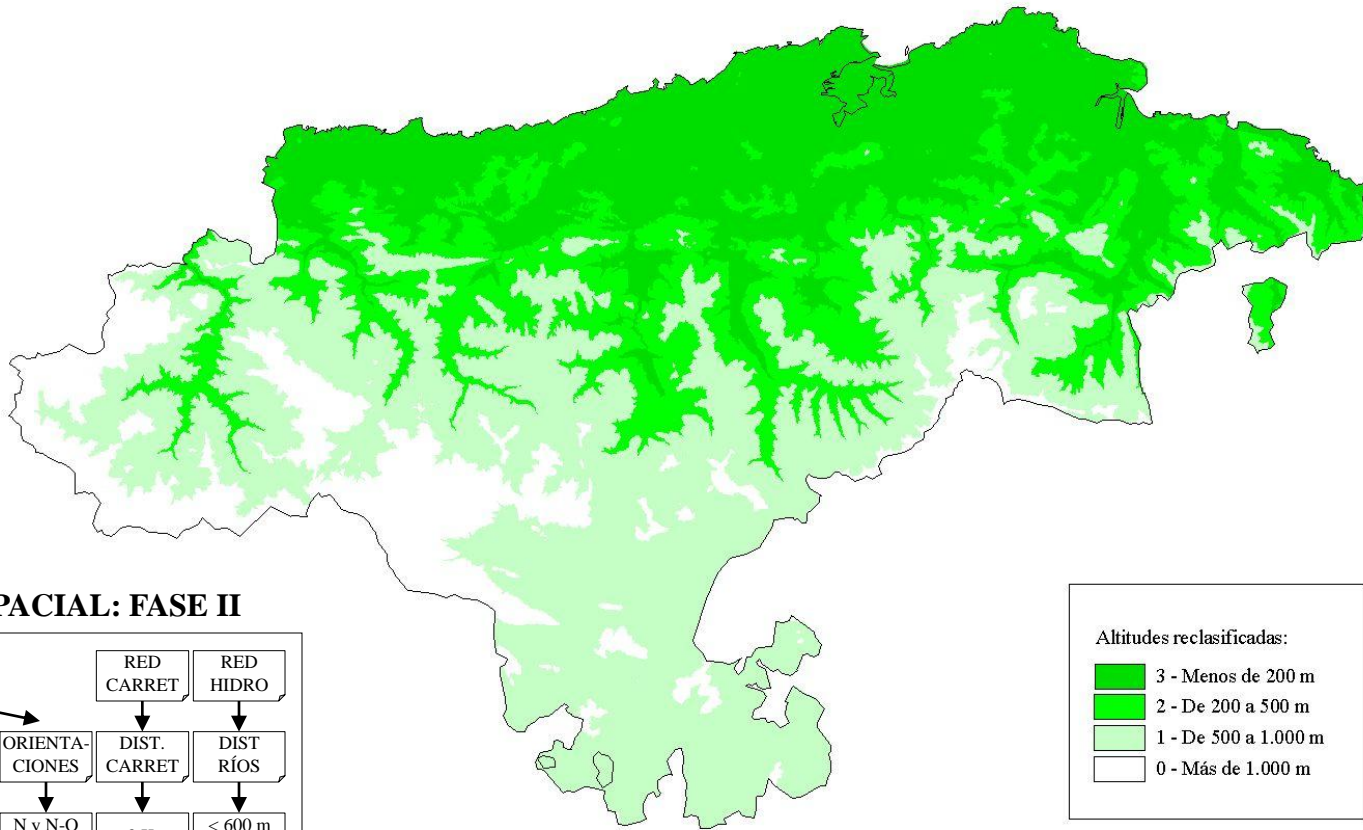 PACIAL: FASE II
RED
CARRET
RED
HIDRO
ORIENTA-
CIONES
DIST.
CARRET
DIST
RÍOS
N y N-O
< 600 m
Altitudes reclasificadas:
3 - Menos de 200 m
2 - De 200 a 500 m
1 - De 500 a 1.000 m
0 - Más de 1.000 m